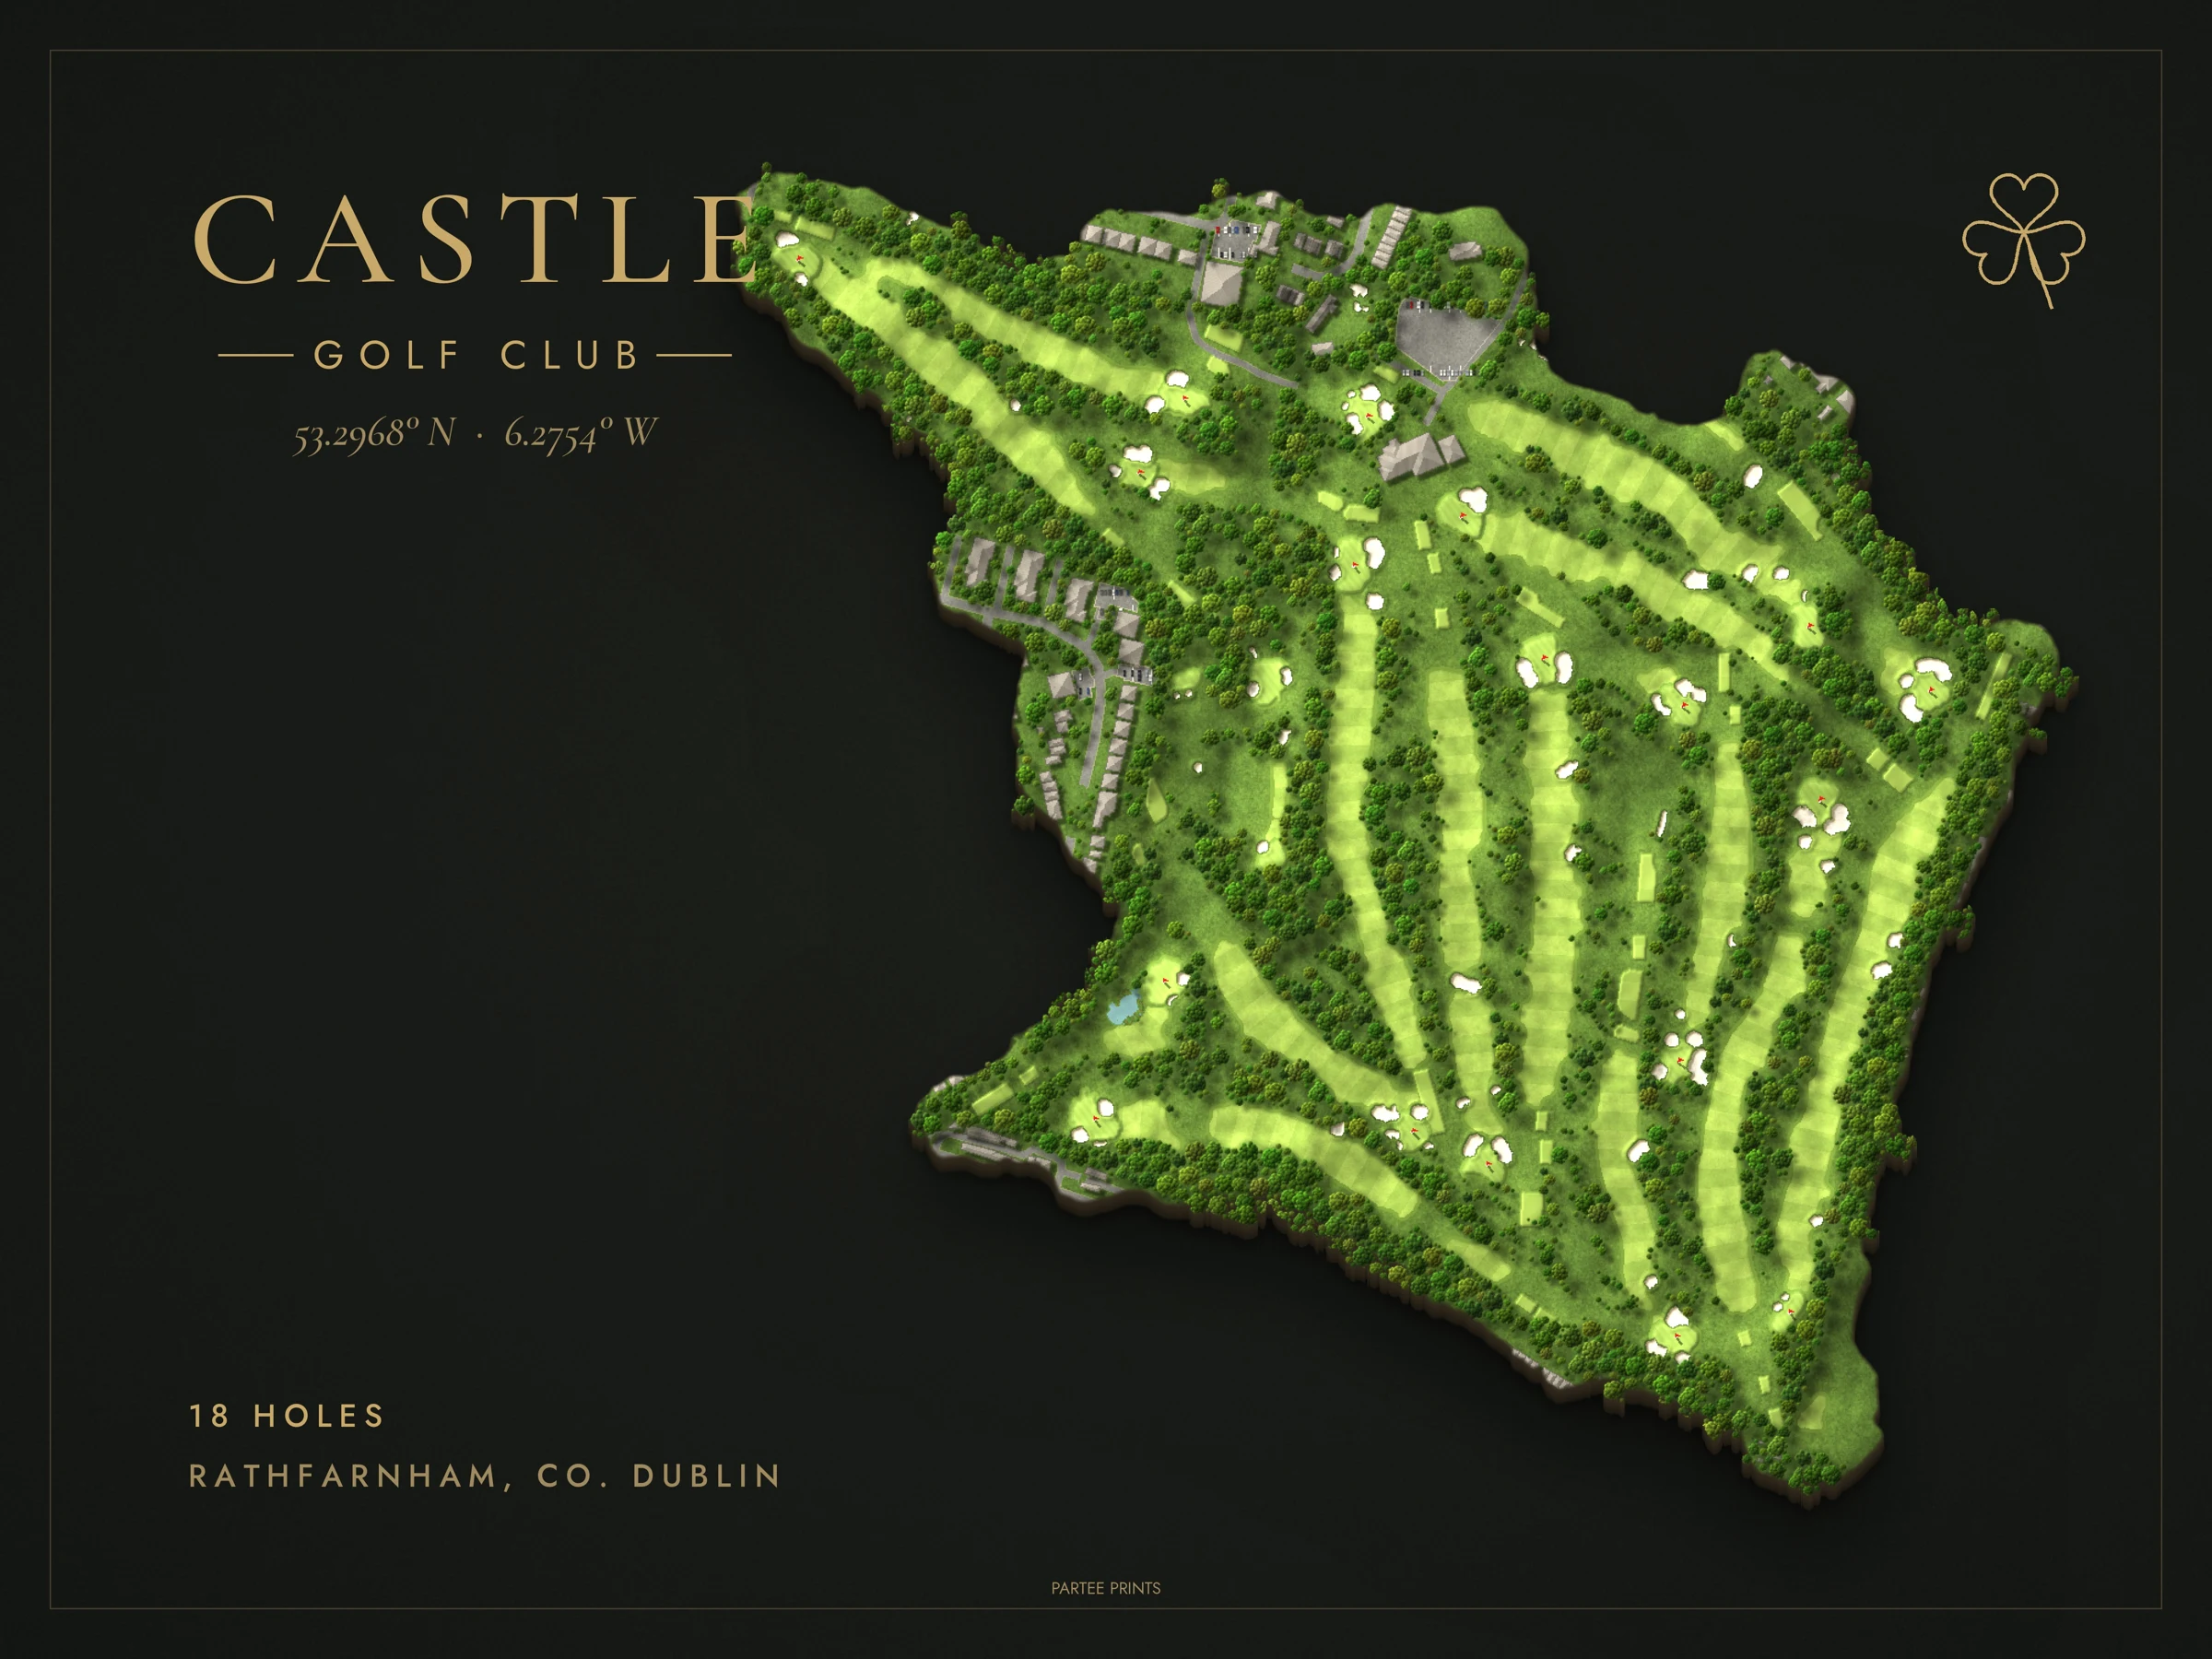 CASTLE
GOLF CLUB
53.2968° N · 6.2754° W
18 HOLES
RATHFARNHAM, CO. DUBLIN
PARTEE PRINTS